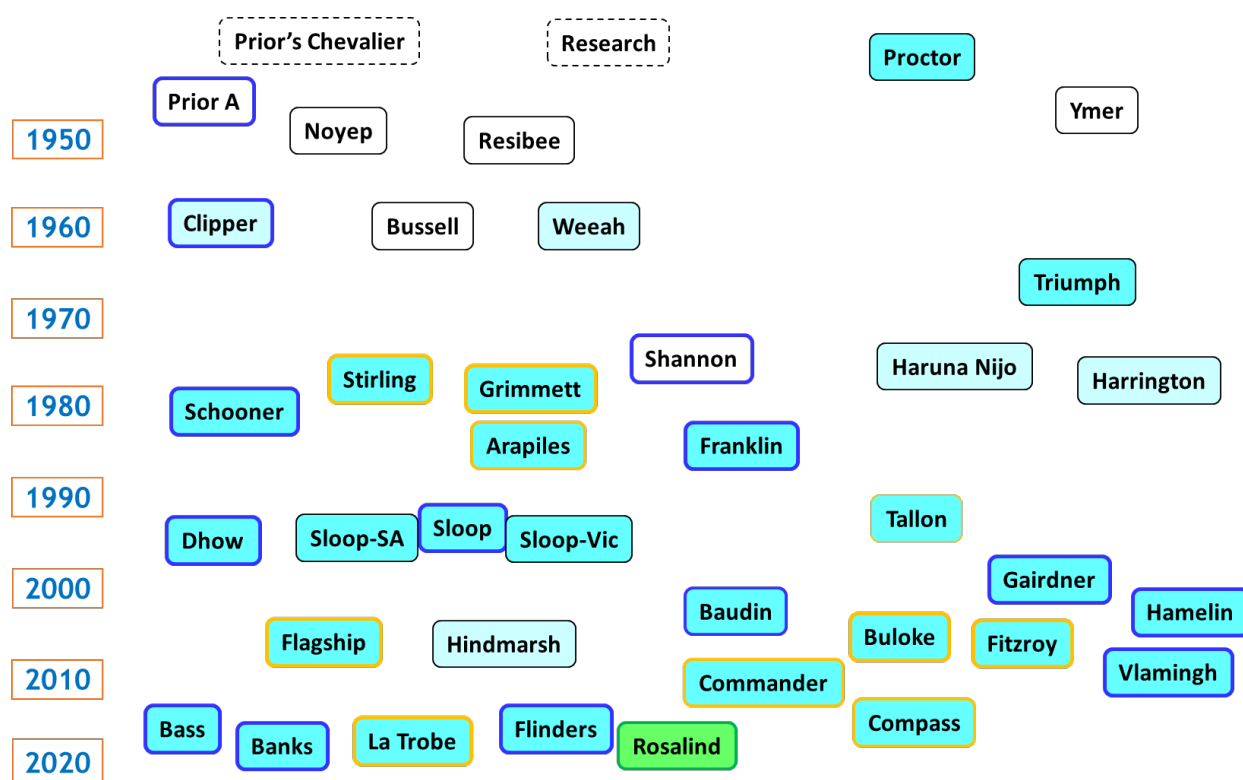 Prior's Chevalier
Research
Proctor
Prior A
Noyep
Resibee
Ymer
1950
Clipper
Bussell
Weeah
1960
Triumph
1970
Shannon
Haruna Nijo
Harrington
Stirling
Grimmett
1980
Schooner
Arapiles
Franklin
1990
Tallon
Dhow
Sloop-SA
Sloop
Sloop-Vic
Gairdner
2000
Baudin
Hamelin
Flagship
Hindmarsh
Buloke
Fitzroy
2010
Commander
Vlamingh
Bass
Banks
La Trobe
Flinders
Rosalind
Compass
2020